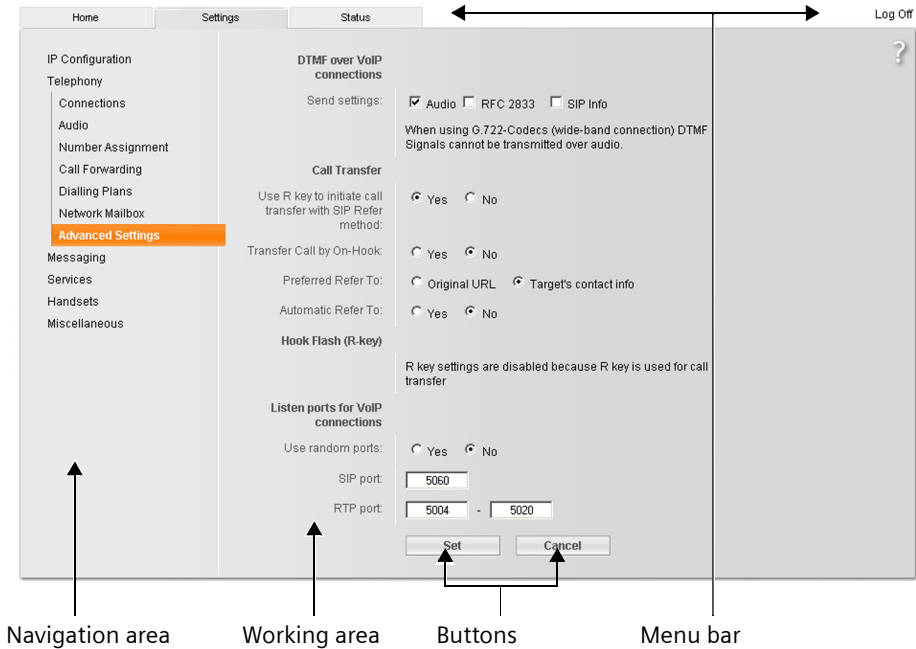 Home
Settings
Status
Log Off
?
IP Configuration
Telephony
Connections
Audio
Number Assignment
Call Forwarding
Dialling Plans
Network Mailbox
Advanced Settings
Messaging
Services
Handsets
Miscellaneous
DTMF over VoIP
connections
Send settings:
Audio
RFC 2833
SIP Info
When using G.722-Codecs (wide-band connection) DTMF
Signals cannot be transmitted over audio.
Call Transfer
Use R key to initiate call
transfer with SIP Refer
method:
Yes
No
Transfer Call by On-Hook:
Yes
No
Preferred Refer To:
Original URL
Target's contact info
Automatic Refer To:
Yes
No
Hook Flash (R-key)
R key settings are disabled because R key is used for call
transfer
Listen ports for VoIP
connections
Use random ports:
Yes
No
SIP port:
5060
RTP port:
5004 - 5020
Set
Cancel
Navigation area
Working area
Buttons
Menu bar